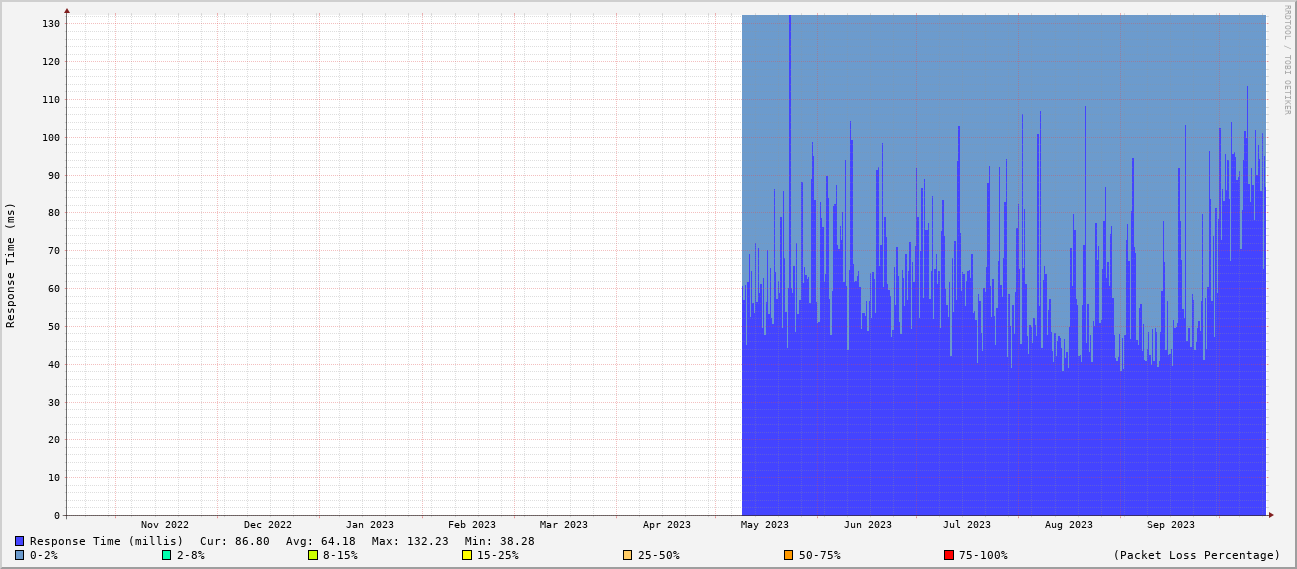 RRDTOOL / TOBI OETIKER
Response Time (ms)
130
120
110
100
90
80
70
60
50
40
30
20
10
0
Nov 2022 Dec 2022 Jan 2023 Feb 2023 Mar 2023 Apr 2023 May 2023 Jun 2023 Jul 2023 Aug 2023 Sep 2023
Response Time (millis) Cur: 86.80 Avg: 64.18 Max: 132.23 Min: 38.28
0-2% 2-8% 8-15% 15-25% 25-50% 50-75% 75-100% (Packet Loss Percentage)